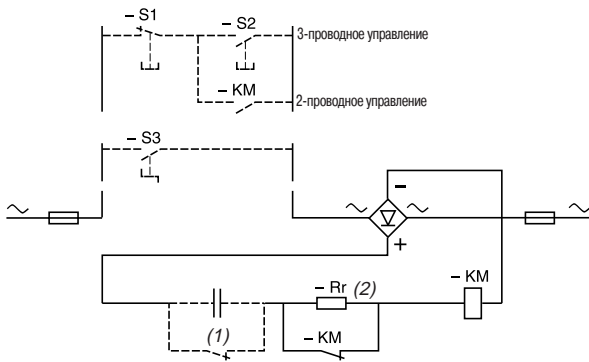 – S1
– S2
3-проводное управление
– KM
2-проводное управление
– S3
–
+
– Rr (2)
– KM
(1)
– KM